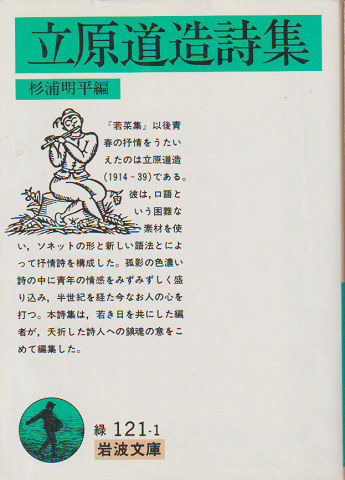 立原道造詩集
杉浦明平編
『若菜集』以後青
春の抒情をうたい
えたのは立原道造
(1914‐39)である。
彼は,口語と
いう困難な
素材を使
い,ソネットの形と新しい語法とによ
って抒情詩を構成した。孤影の色濃い
詩の中に青年の情感をみずみずしく盛
り込み,半世紀を経た今なお人の心を
打つ。本詩集は,若き日を共にした編
者が,夭折した詩人への鎮魂の意をこ
めて編集した。
緑 121-1
岩波文庫